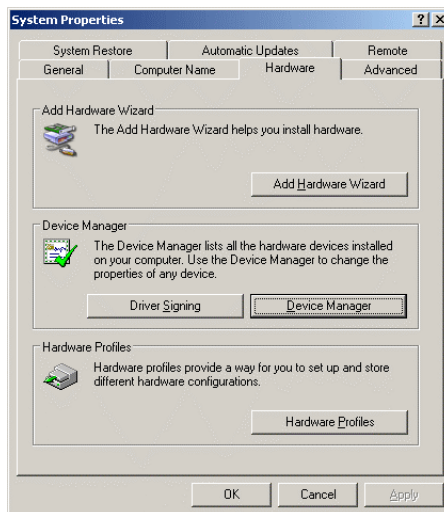 System Properties
System Restore Automatic Updates Remote
General Computer Name Hardware Advanced
Add Hardware Wizard
The Add Hardware Wizard helps you install hardware.
Add Hardware Wizard
Device Manager
The Device Manager lists all the hardware devices installed
on your computer. Use the Device Manager to change the
properties of any device.
Driver Signing Device Manager
Hardware Profiles
Hardware profiles provide a way for you to set up and store
different hardware configurations.
Hardware Profiles
OK Cancel Apply